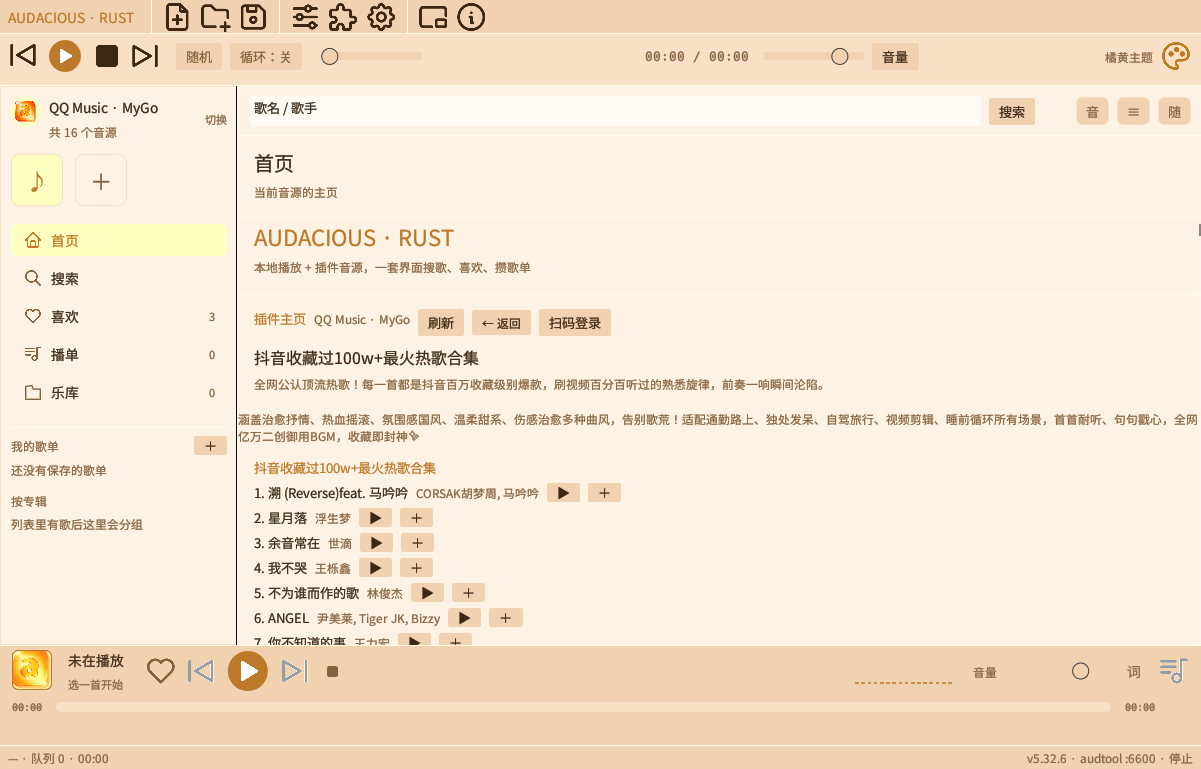 AUDACIOUS · RUST
随机 循环：关 00:00 / 00:00 音量 橘黄主题
QQ Music · MyGo
共 16 个音源
切换
歌名 / 歌手 搜索 音 随
首页
搜索
喜欢 3
播单 0
乐库 0
我的歌单
还没有保存的歌单
按专辑
列表里有歌后这里会分组
首页
当前音源的主页
AUDACIOUS · RUST
本地播放 + 插件音源，一套界面搜歌、喜欢、攒歌单
插件主页 QQ Music · MyGo 刷新 ← 返回 扫码登录
抖音收藏过100w+最火热歌合集
全网公认顶流热歌！每一首都是抖音百万收藏级别爆款，刷视频百分百听过的熟悉旋律，前奏一响瞬间沦陷。
涵盖治愈抒情、热血摇滚、氛围感国风、温柔甜系、伤感治愈多种曲风，告别歌荒！适配通勤路上、独处发呆、自驾旅行、视频剪辑、睡前循环所有场景，首首耐听、句句戳心，全网
亿万二创御用BGM，收藏即封神✨
抖音收藏过100w+最火热歌合集
1. 溯 (Reverse)feat. 马吟吟 CORSAK胡梦周, 马吟吟
2. 星月落 浮生梦
3. 余音常在 世滴
4. 我不哭 王栎鑫
5. 不为谁而作的歌 林俊杰
6. ANGEL 尹美莱, Tiger JK, Bizzy
7. 你不知道的事 王力宏
未在播放
选一首开始
音量 词
00:00 00:00
— · 队列 0 · 00:00 v5.32.6 · audtool :6600 · 停止